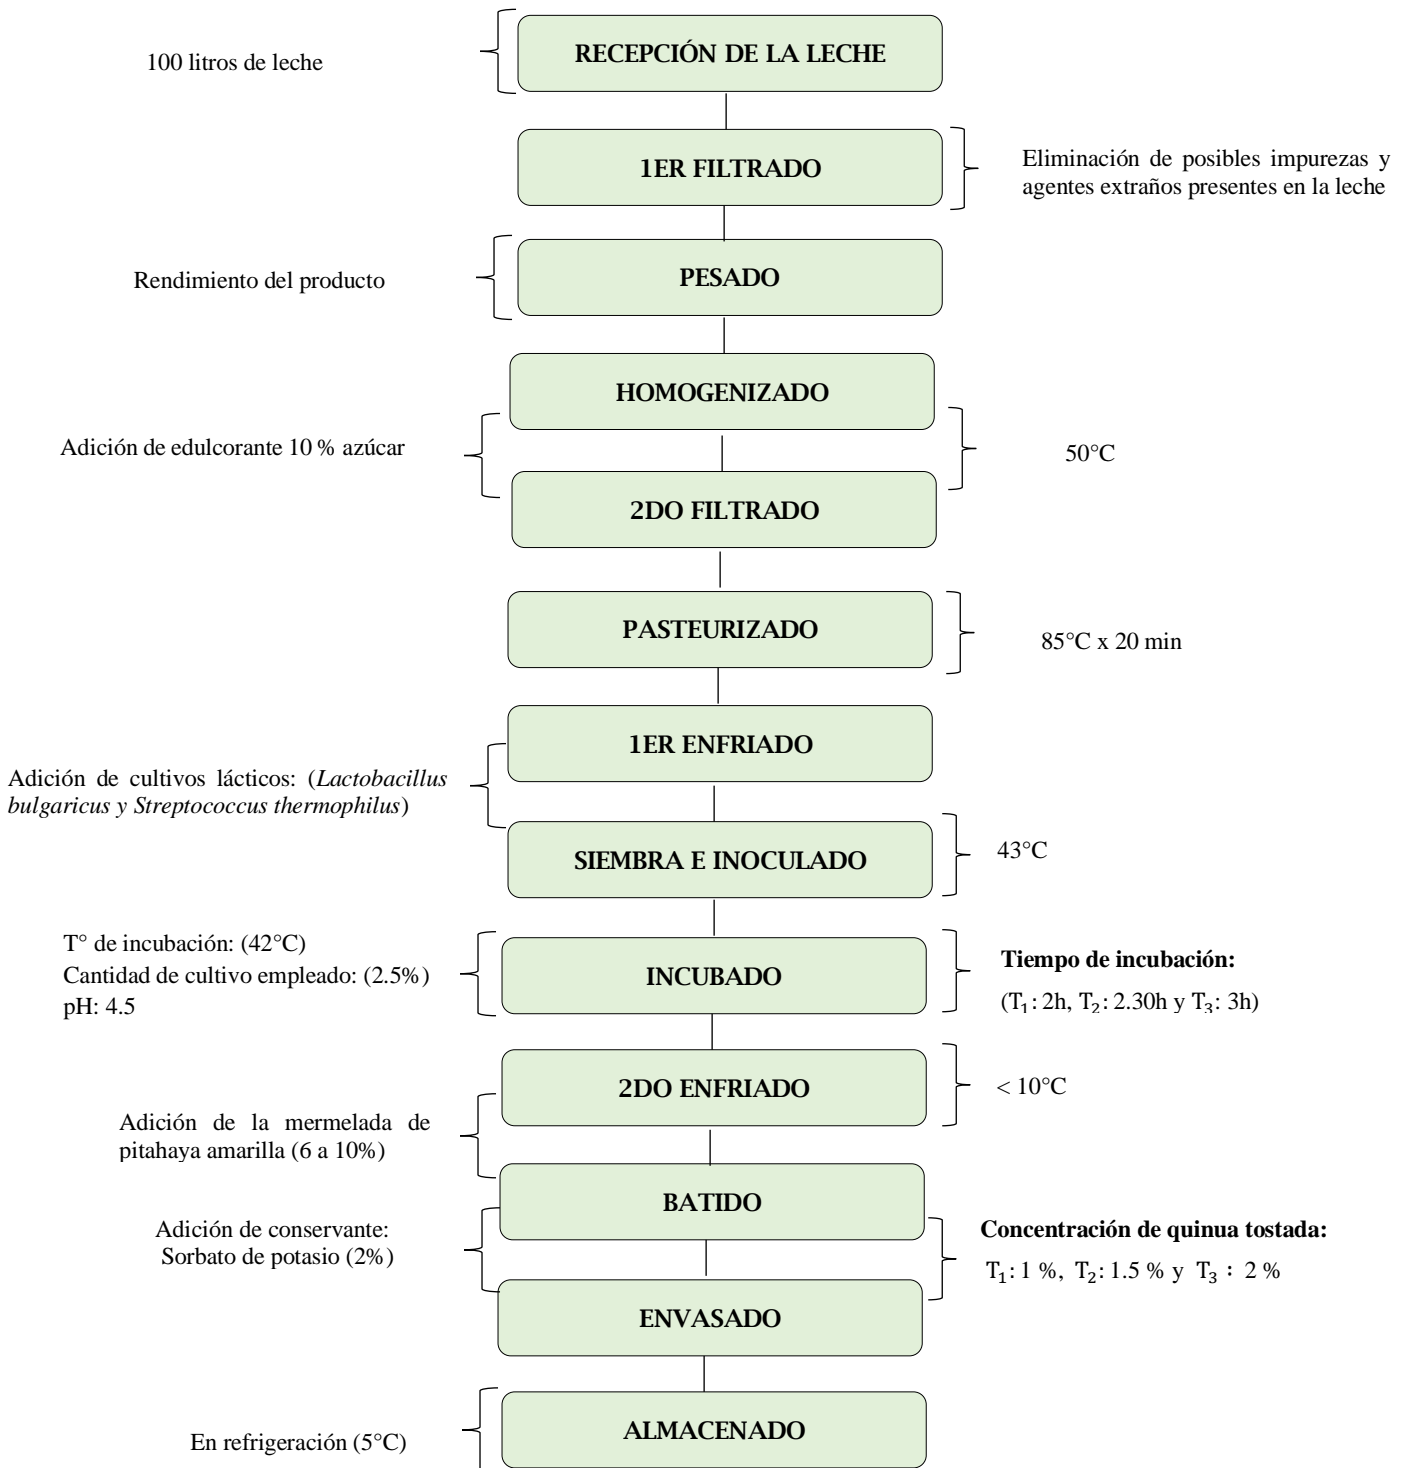 100 litros de leche
RECEPCIÓN DE LA LECHE
1ER FILTRADO
Eliminación de posibles impurezas y
agentes extraños presentes en la leche
Rendimiento del producto
PESADO
HOMOGENIZADO
Adición de edulcorante 10 % azúcar
50°C
2DO FILTRADO
PASTEURIZADO
85°C x 20 min
1ER ENFRIADO
Adición de cultivos lácticos: (Lactobacillus
bulgaricus y Streptococcus thermophilus)
SIEMBRA E INOCULADO
43°C
T° de incubación: (42°C)
Cantidad de cultivo empleado: (2.5%)
pH: 4.5
INCUBADO
Tiempo de incubación:
(T₁: 2h, T₂: 2.30h y T₃: 3h)
2DO ENFRIADO
< 10°C
Adición de la mermelada de
pitahaya amarilla (6 a 10%)
BATIDO
Adición de conservante:
Sorbato de potasio (2%)
Concentración de quinua tostada:
T₁: 1 %, T₂: 1.5 % y T₃ : 2 %
ENVASADO
ALMACENADO
En refrigeración (5°C)